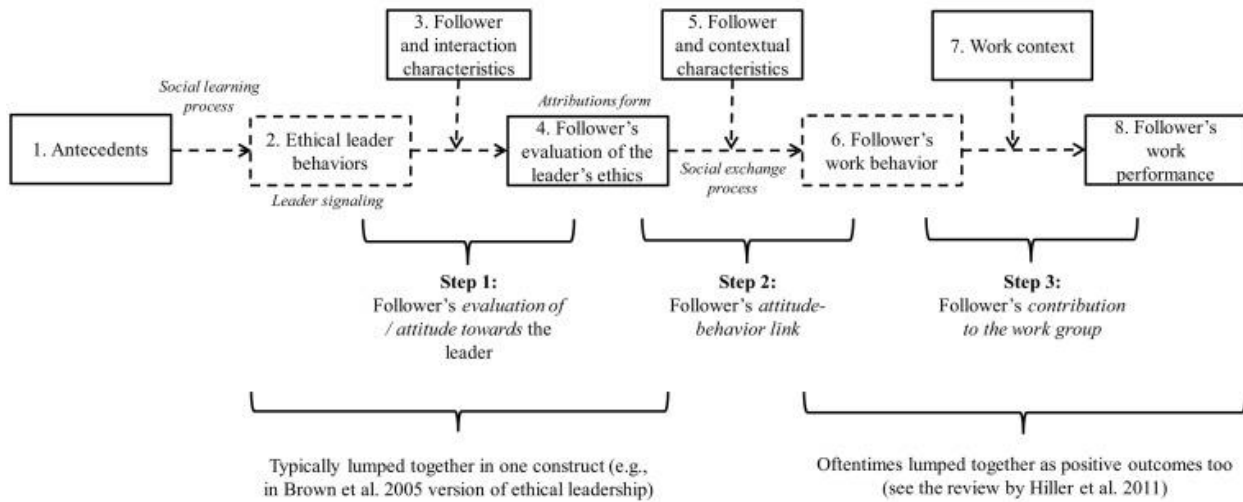 3. Follower
and interaction
characteristics
5. Follower
and contextual
characteristics
7. Work context
Social learning
process
Attributions form
1. Antecedents
2. Ethical leader
behaviors
4. Follower's
evaluation of the
leader's ethics
6. Follower's
work behavior
8. Follower's
work
performance
Leader signaling
Social exchange
process
Step 1:
Follower's evaluation of
/ attitude towards the
leader
Step 2:
Follower's attitude-
behavior link
Step 3:
Follower's contribution
to the work group
Typically lumped together in one construct (e.g.,
in Brown et al. 2005 version of ethical leadership)
Oftentimes lumped together as positive outcomes too
(see the review by Hiller et al. 2011)